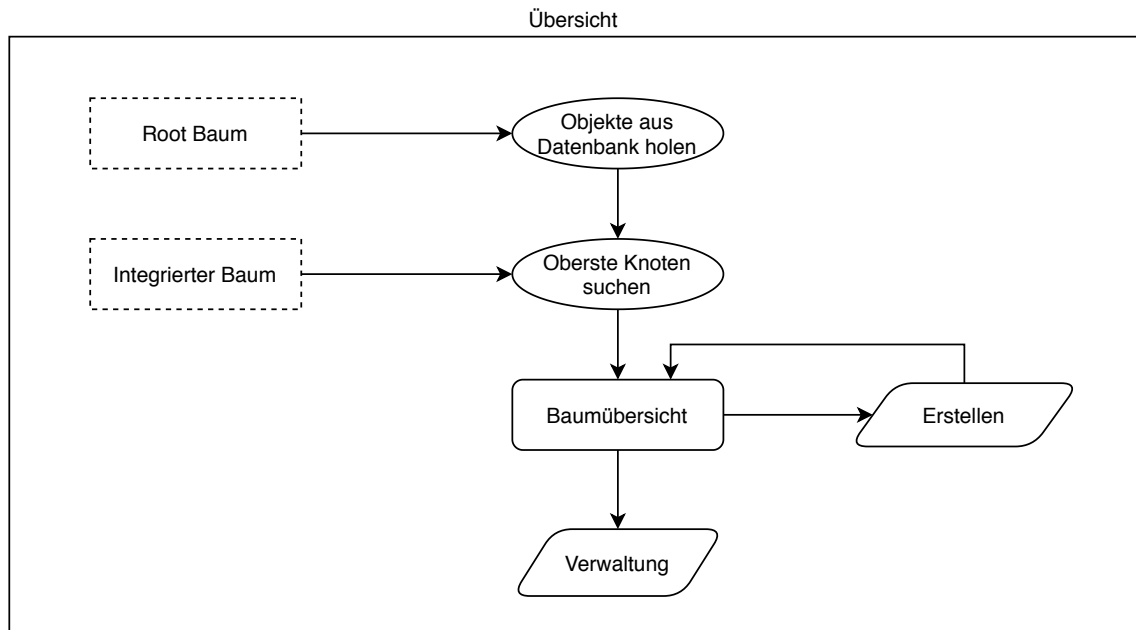 Übersicht
Root Baum
Objekte aus
Datenbank holen
Integrierter Baum
Oberste Knoten
suchen
Baumübersicht
Erstellen
Verwaltung